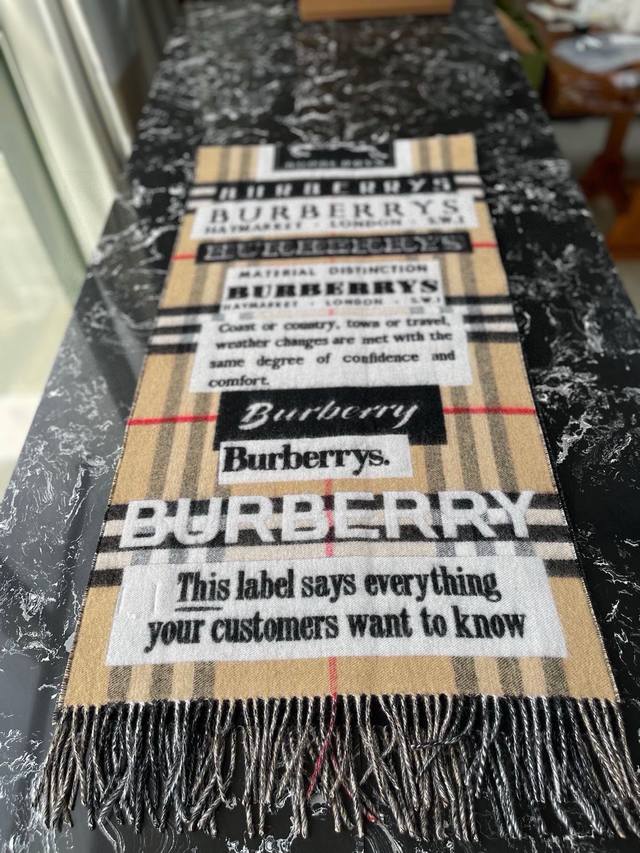 BURBERRYS
BURBERRYS
HAYMARKET · LONDON · S.W.1
BURBERRYS
MATERIAL DISTINCTION
BURBERRYS
HAYMARKET · LONDON · S.W.1
Coast or country, town or travel,
weather changes are met with the
same degree of confidence and
comfort.
Burberry
Burberrys.
BURBERRY
This label says everything
your customers want to know